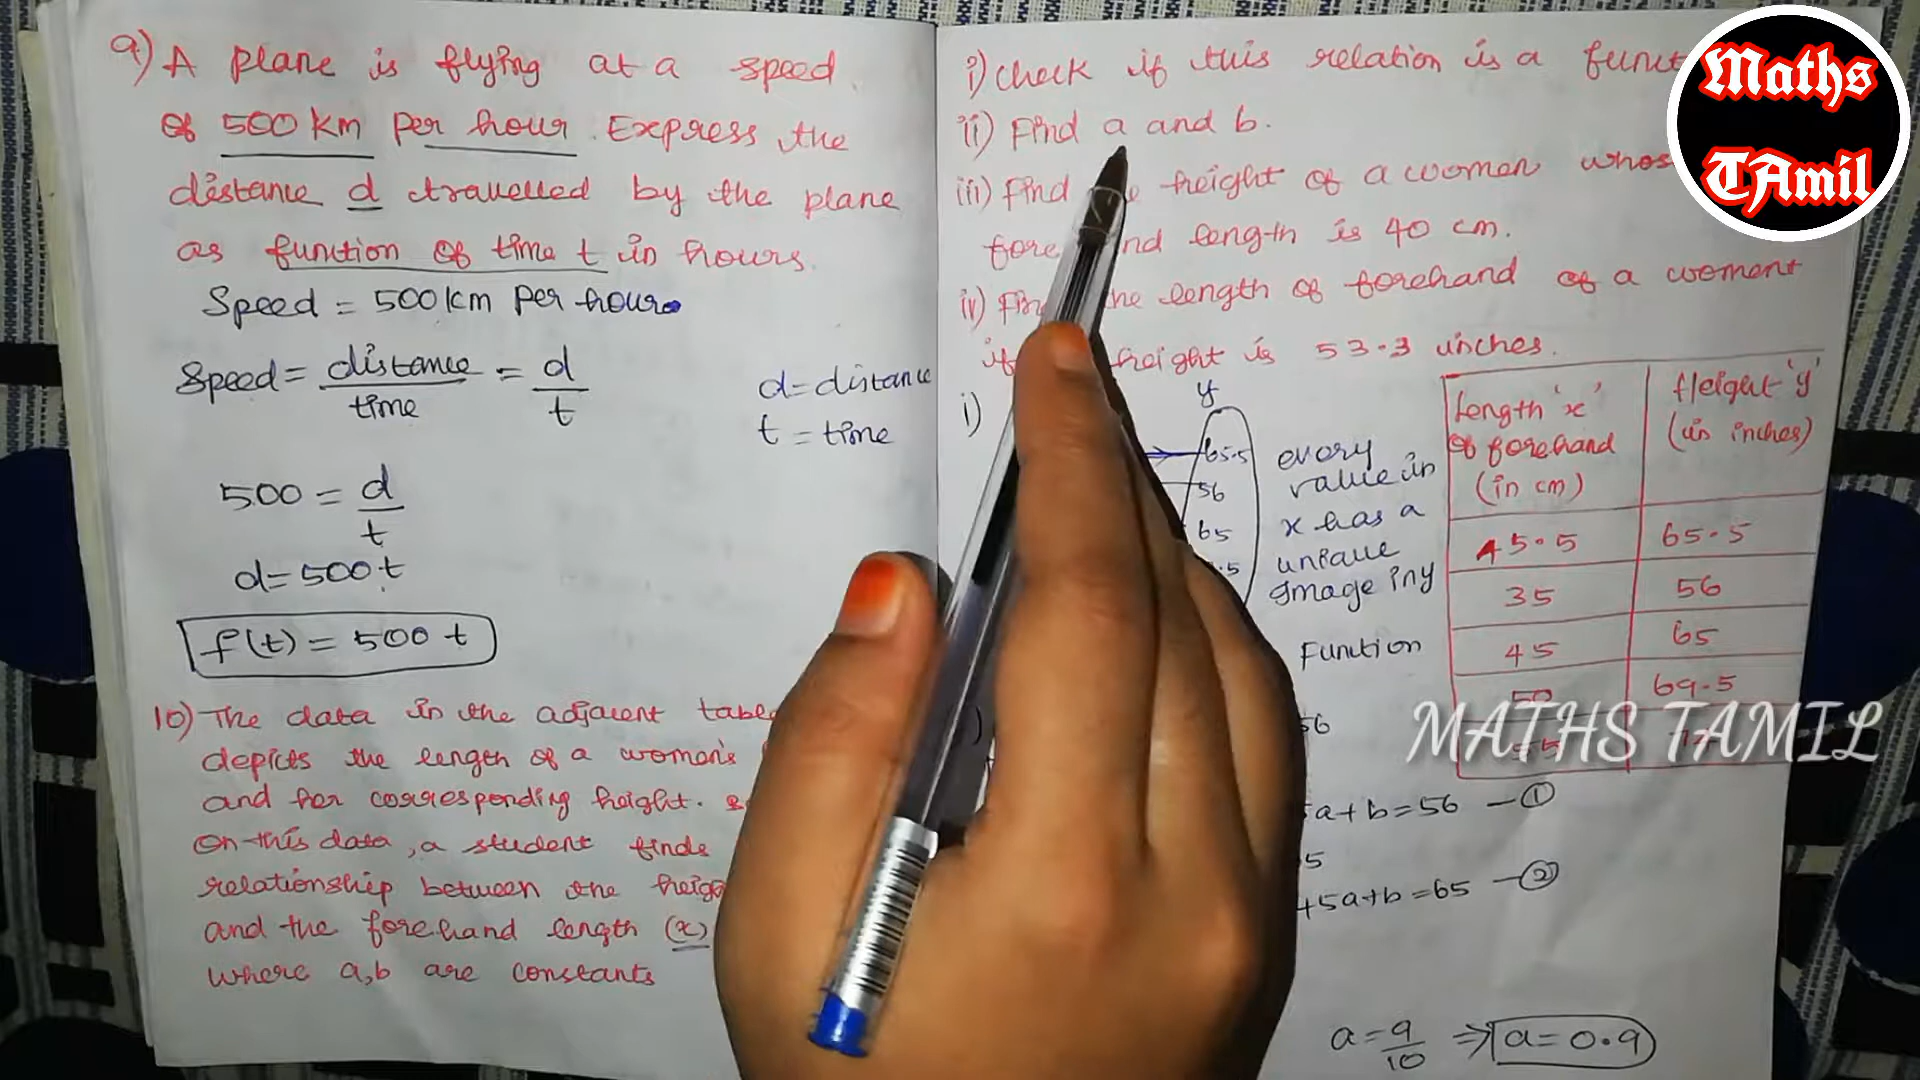 9.) A plane is flying at a speed.
of 500 km per hour. Express the
distance d travelled by the plane
as function of time t in hours.
Speed = 500 km per hour
Speed = distance/time = d/t
d = distance
t = time
500 = d/t
d = 500t
f(t) = 500 t
10) The data in the adjacent
depicts the length of a woman's
and her corresponding height.
On this data, a student finds
relationship between the
and the forehand length (x)
where a,b are constants
i) check if this relation is a
ii) Find a and b.
iii) Find height of a women
length is 40 cm.
iv) the length of forehand of a woment
height is 53.3 inches.
Length 'x' of forehand (in cm) Height 'y' (in inches)
45.5 65.5
35 56
45 65
50 69.5
55
i)
y
65.5
56
65
every
value in
x has a
uniaue
Image in y
Function
56
a+b=56 — ①
5
45a+b=65 — ②
a = 9/10 ⇒ a = 0.9
Maths
TAmil
MATHS TAMIL